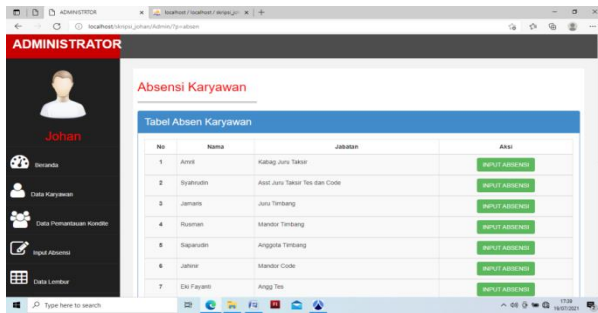 ADMINISTRTOR
localhost / localhost / skripsi_joh
localhost/skripsi_johan/Admin/?p=absen
ADMINISTRATOR
Johan
Beranda
Data Karyawan
Data Pemantauan Kondite
Input Absensi
Data Lembur
Absensi Karyawan
Tabel Absen Karyawan
No Nama Jabatan Aksi
1 Amril Kabag Juru Taksir INPUT ABSENSI
2 Syahrudin Asst Juru Taksir Tes dan Code INPUT ABSENSI
3 Jamaris Juru Timbang INPUT ABSENSI
4 Rusman Mandor Timbang INPUT ABSENSI
5 Saparudin Anggota Timbang INPUT ABSENSI
6 Mandor Code INPUT ABSENSI
7 Eki Fayanti Angg Tes INPUT ABSENSI
Type here to search
17:38
16/07/2021